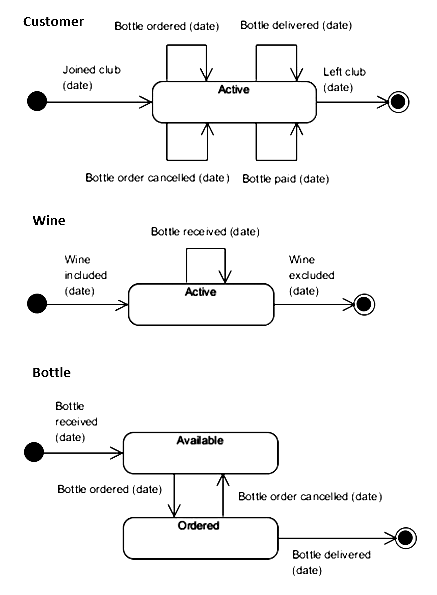 Customer
Bottle ordered (date)
Bottle delivered (date)
Joined club
(date)
Left club
(date)
Active
Bottle order cancelled (date)
Bottle paid (date)
Wine
Bottle received (date)
Wine
included
(date)
Wine
excluded
(date)
Active
Bottle
Bottle
received
(date)
Available
Bottle ordered (date)
Bottle order cancelled (date)
Ordered
Bottle delivered
(date)